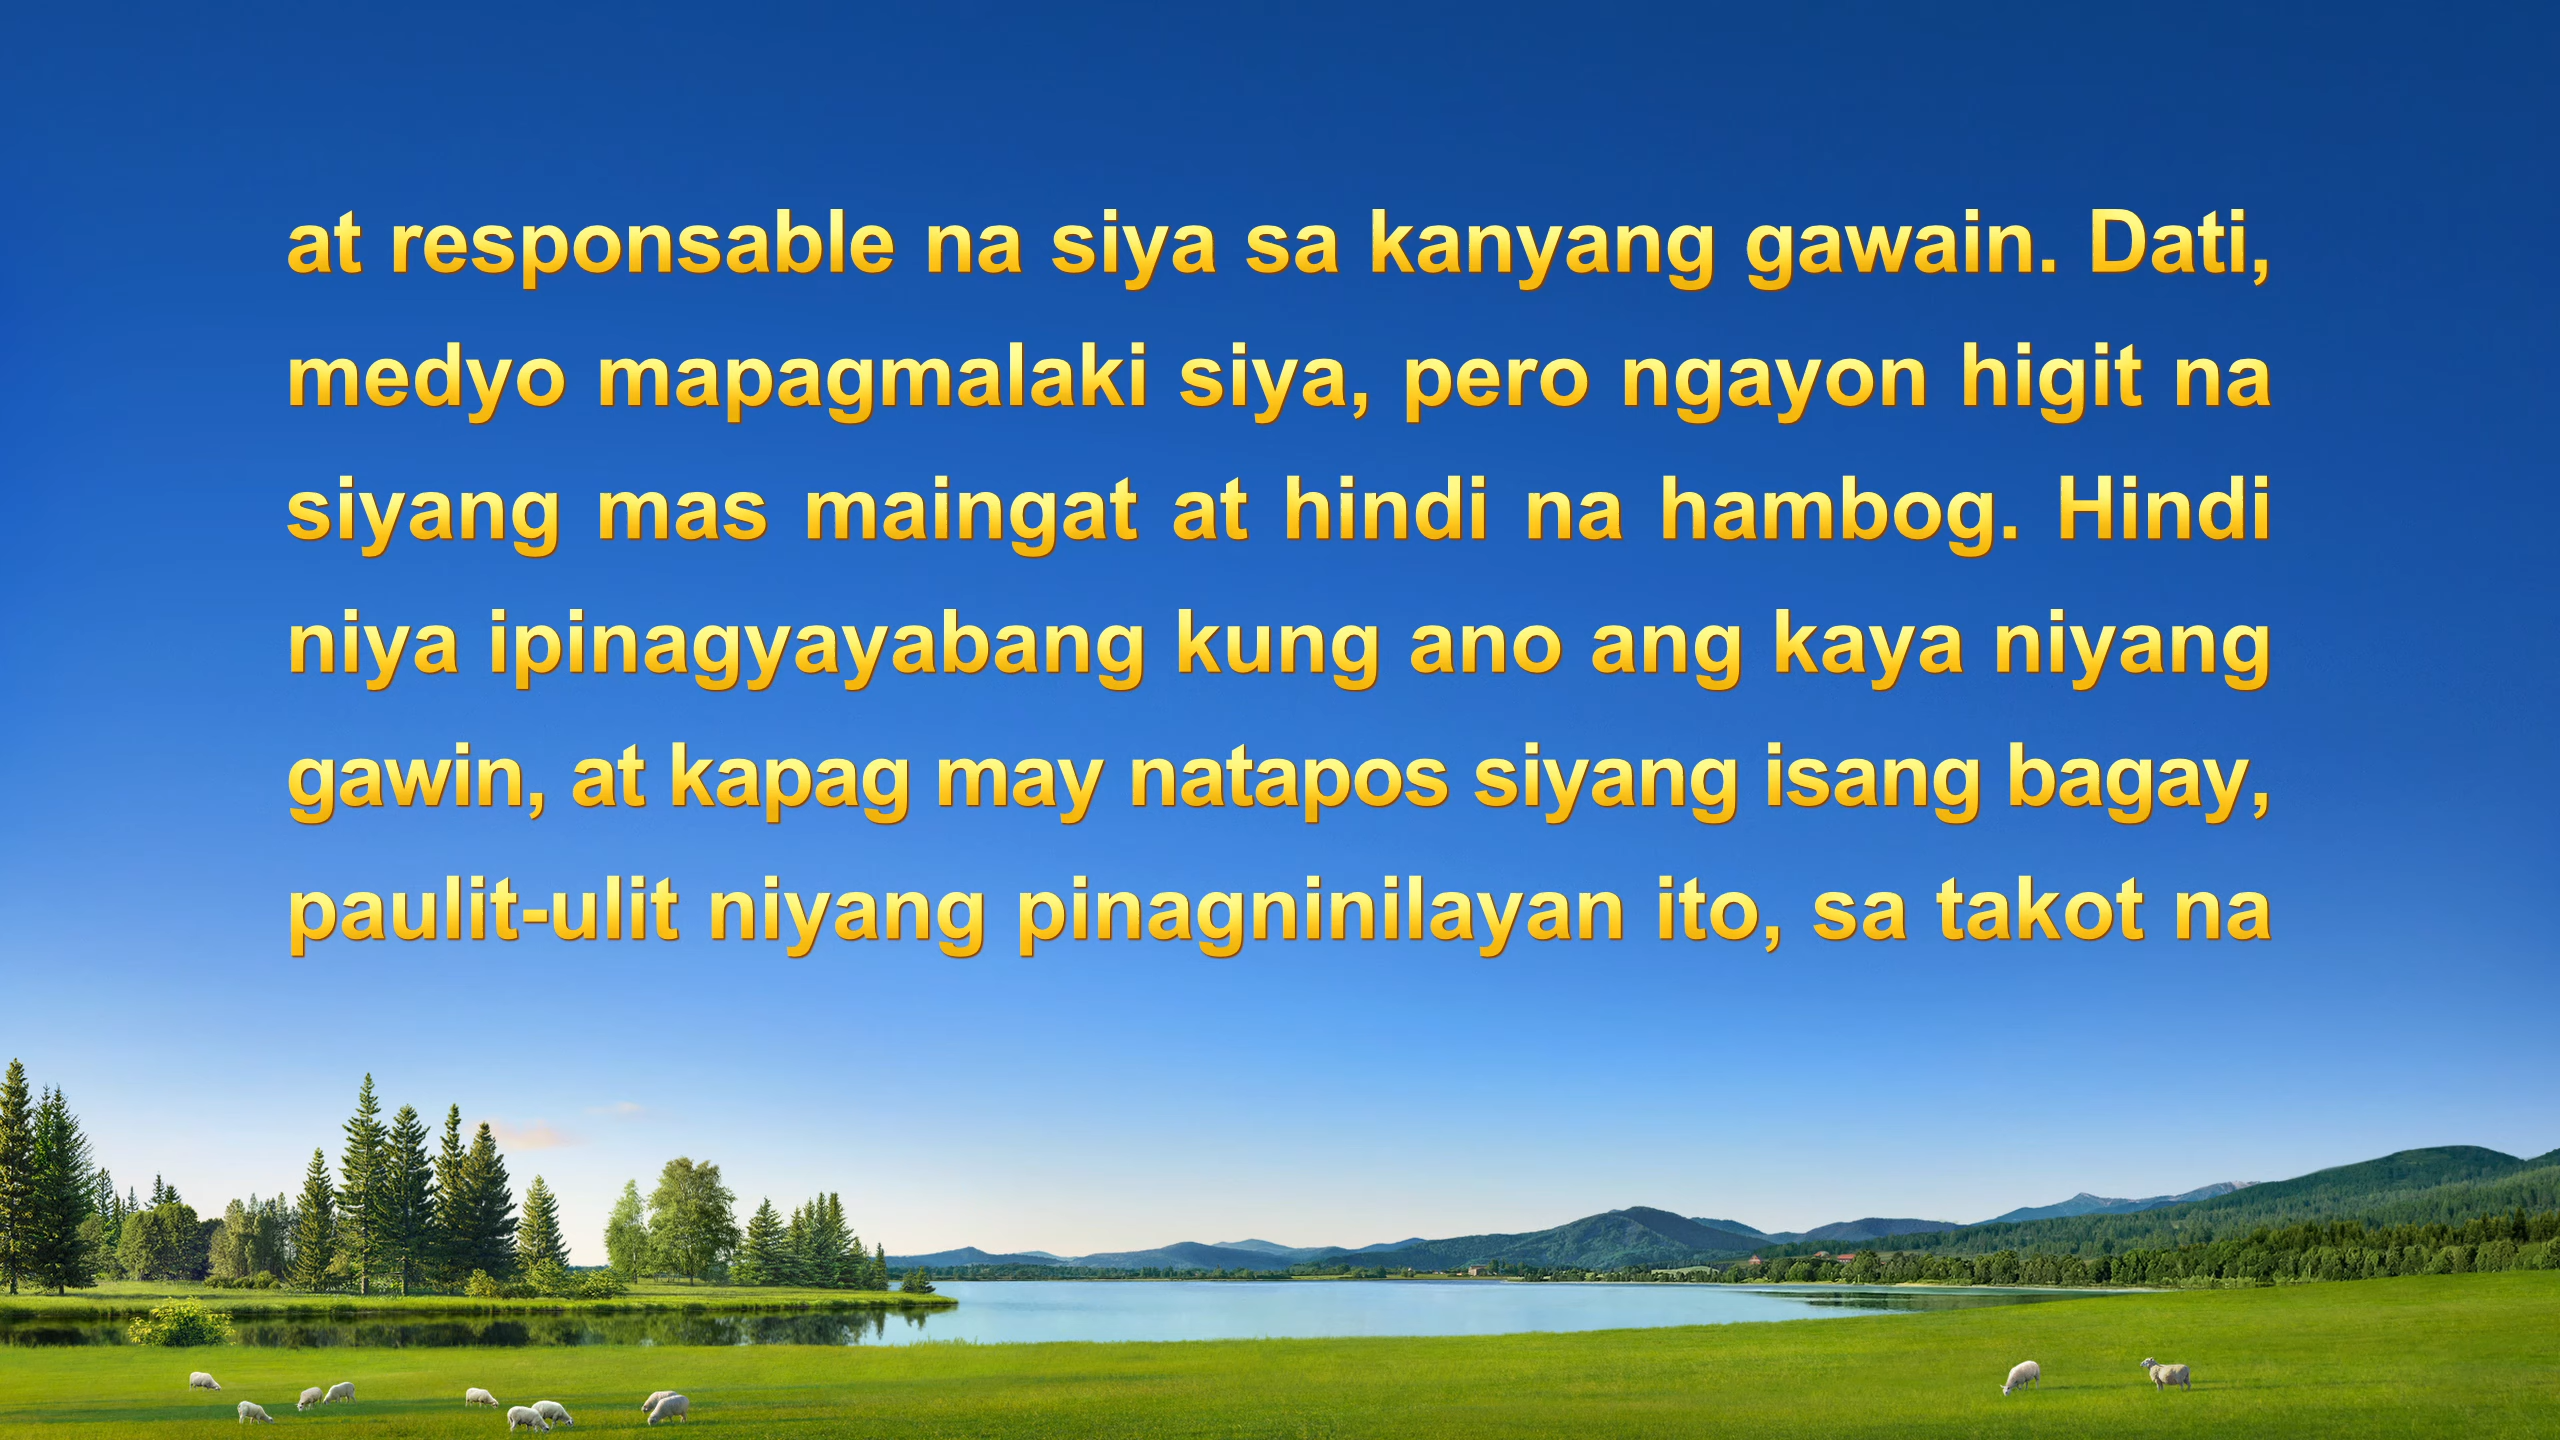 at responsable na siya sa kanyang gawain. Dati,
medyo mapagmalaki siya, pero ngayon higit na
siyang mas maingat at hindi na hambog. Hindi
niya ipinagyayabang kung ano ang kaya niyang
gawin, at kapag may natapos siyang isang bagay,
paulit-ulit niyang pinagninilayan ito, sa takot na